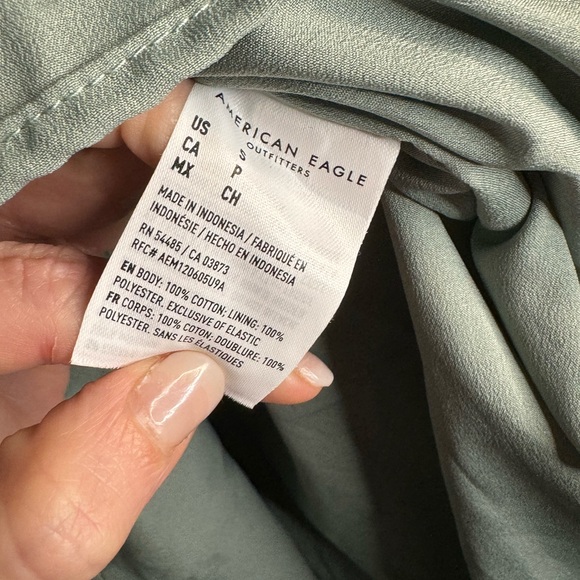 AMERICAN EAGLE
OUTFITTERS
US S
CA P
MX CH
MADE IN INDONESIA / FABRIQUÉ EN
INDONÉSIE / HECHO EN INDONESIA
RN 54485 / CA 03873
RFC# AEM120605U9A
EN BODY: 100% COTTON; LINING: 100%
POLYESTER. EXCLUSIVE OF ELASTIC
FR CORPS: 100% COTON; DOUBLURE: 100%
POLYESTER. SANS LES ÉLASTIQUES